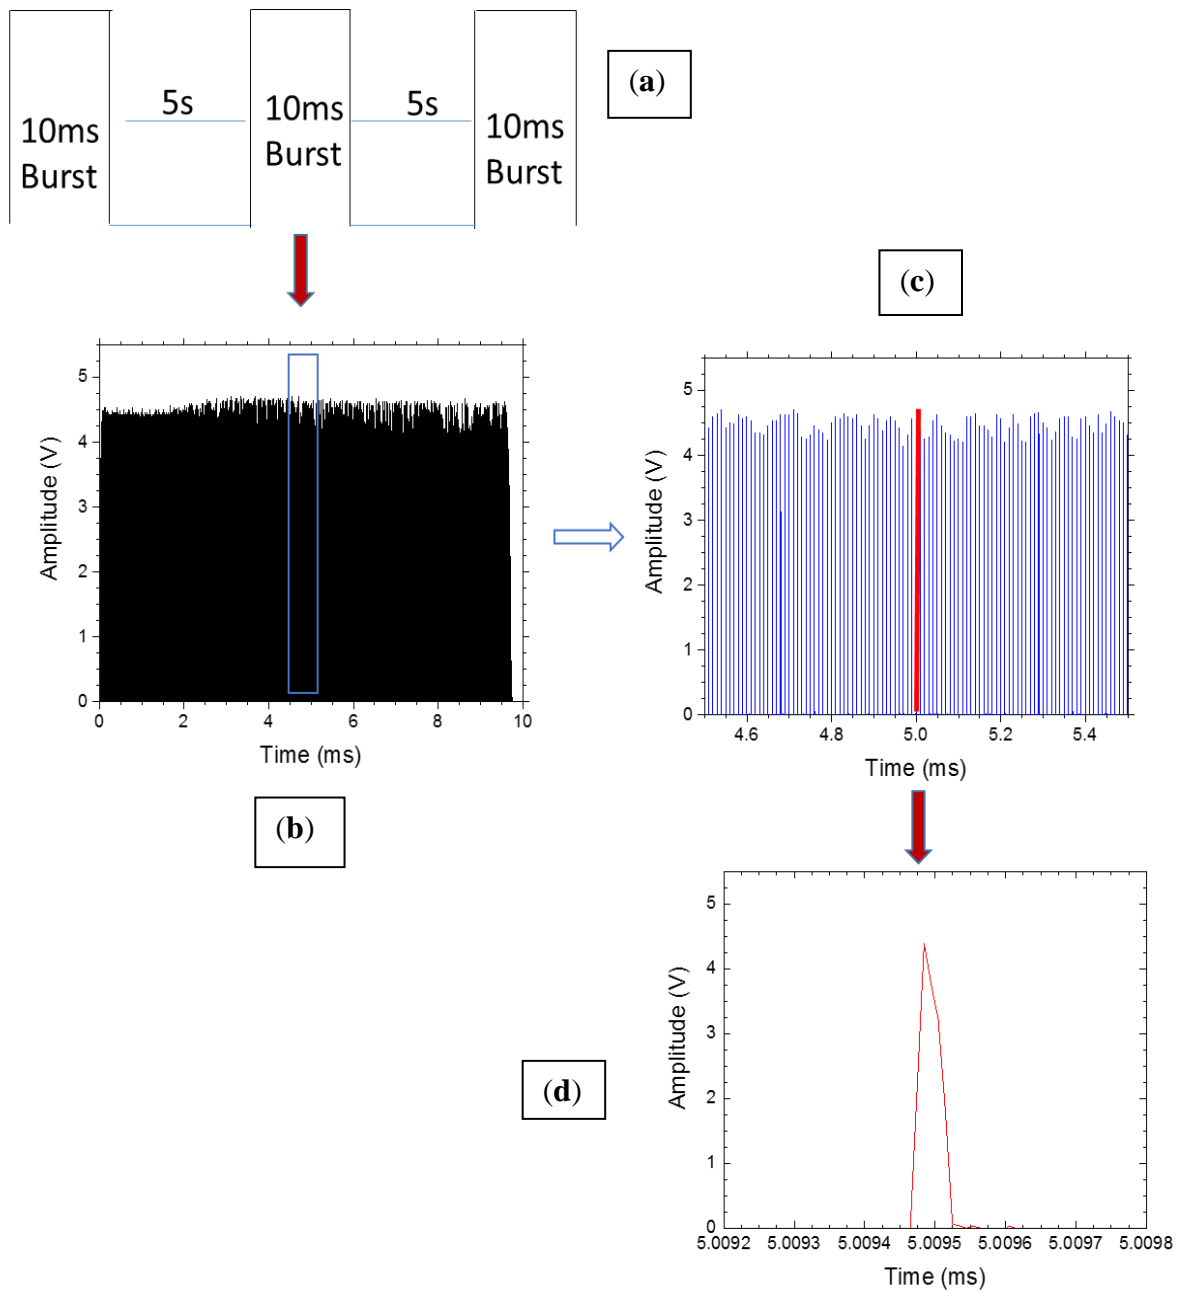 (a)
5s
5s
10ms
Burst
10ms
Burst
10ms
Burst
(c)
5
4
3
2
1
0
Amplitude (V)
0
2
4
6
8
10
Time (ms)
(b)
5
4
3
2
1
0
Amplitude (V)
4.6
4.8
5.0
5.2
5.4
Time (ms)
(d)
5
4
3
2
1
0
Amplitude (V)
5.0092
5.0093
5.0094
5.0095
5.0096
5.0097
5.0098
Time (ms)